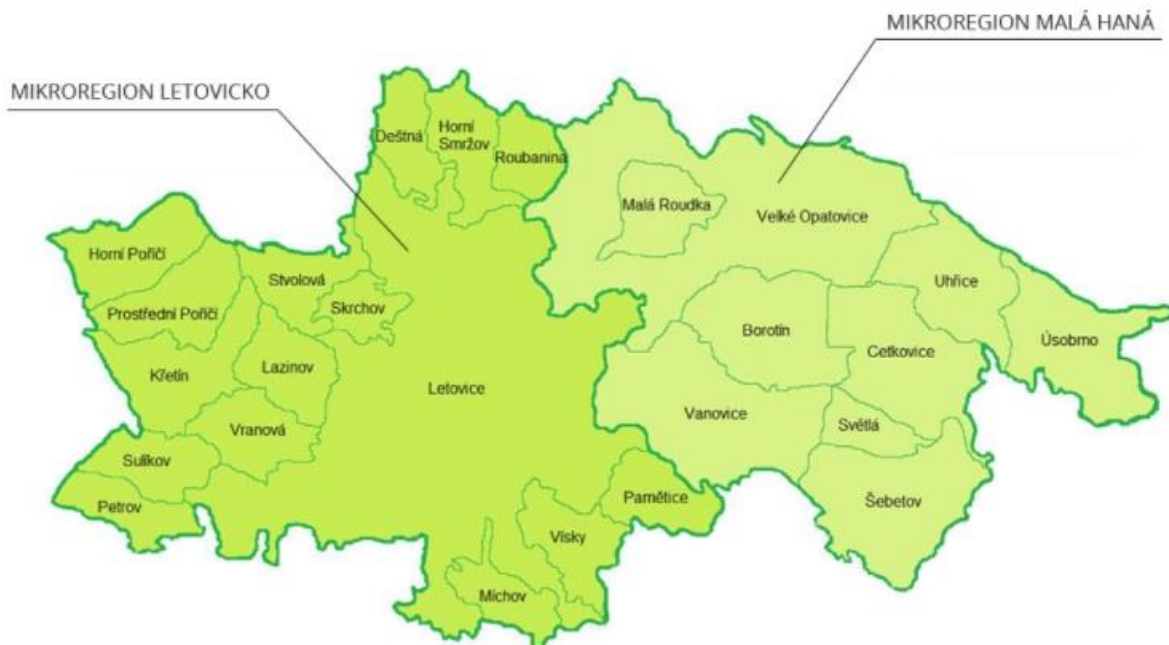 MIKROREGION MALÁ HANÁ
MIKROREGION LETOVICKO
Deštná
Horní
Smržov
Roubanina
Malá Roudka
Velké Opatovice
Horní Poříčí
Stvolová
Uhřice
Prostřední Poříčí
Skrchov
Borotín
Úsobrno
Cetkovice
Křetín
Lazinov
Letovice
Vanovice
Světlá
Vranová
Sulíkov
Pamětice
Šebetov
Petrov
Vísky
Míchov